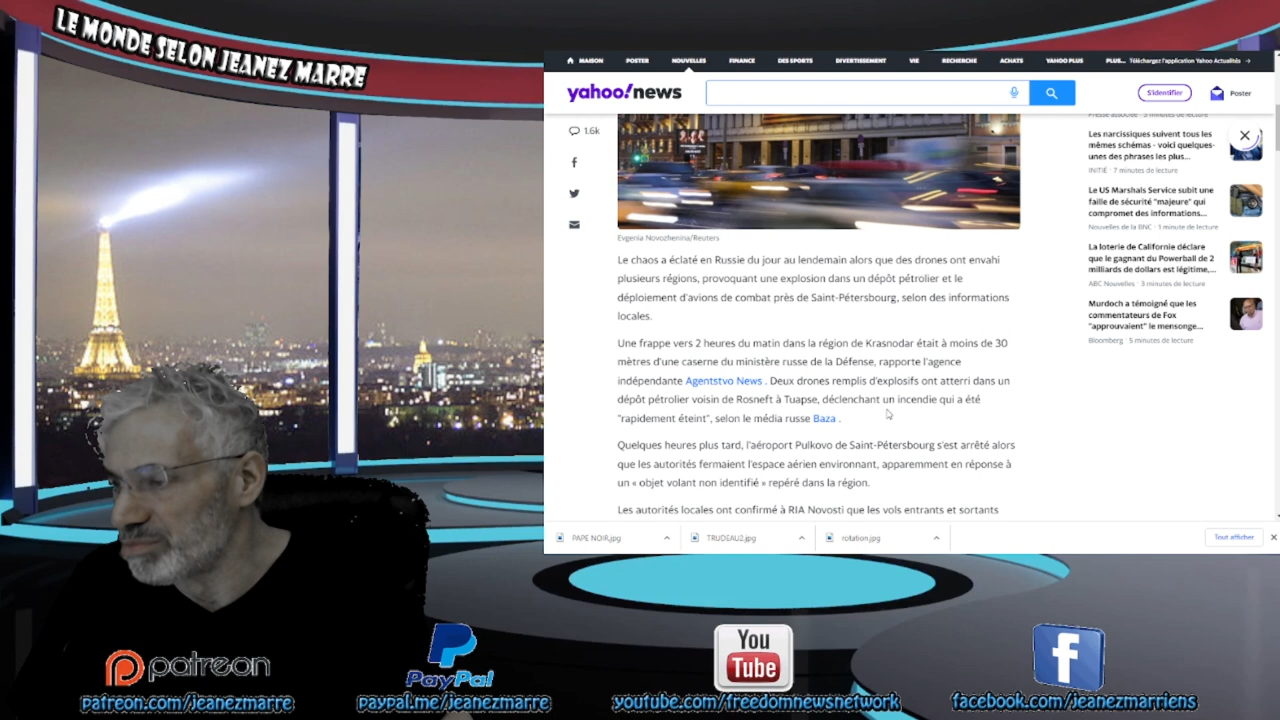 LE MONDE SELON JEANEZ MARRE
MAISON POSTER NOUVELLES FINANCE DES SPORTS DIVERTISSEMENT VIE RECHERCHE ACHATS YAHOO PLUS PLUS... Téléchargez l'application Yahoo Actualités →
yahoo!news
S'identifier
Poster
1.6k
Evgenia Novozhenina/Reuters
Le chaos a éclaté en Russie du jour au lendemain alors que des drones ont envahi
plusieurs régions, provoquant une explosion dans un dépôt pétrolier et le
déploiement d'avions de combat près de Saint-Pétersbourg, selon des informations
locales.
Une frappe vers 2 heures du matin dans la région de Krasnodar était à moins de 30
mètres d'une caserne du ministère russe de la Défense, rapporte l'agence
indépendante Agentstvo News . Deux drones remplis d'explosifs ont atterri dans un
dépôt pétrolier voisin de Rosneft à Tuapse, déclenchant un incendie qui a été
"rapidement éteint", selon le média russe Baza .
Quelques heures plus tard, l'aéroport Pulkovo de Saint-Pétersbourg s'est arrêté alors
que les autorités fermaient l'espace aérien environnant, apparemment en réponse à
un « objet volant non identifié » repéré dans la région.
Les autorités locales ont confirmé à RIA Novosti que les vols entrants et sortants
Presse associée · 3 minutes de lecture
Les narcissiques suivent tous les
mêmes schémas - voici quelques-
unes des phrases les plus...
INITIÉ · 7 minutes de lecture
Le US Marshals Service subit une
faille de sécurité "majeure" qui
compromet des informations...
Nouvelles de la BNC · 1 minute de lecture
La loterie de Californie déclare
que le gagnant du Powerball de 2
milliards de dollars est légitime,...
ABC Nouvelles · 3 minutes de lecture
Murdoch a témoigné que les
commentateurs de Fox
"approuvaient" le mensonge...
Bloomberg · 5 minutes de lecture
PAPE NOIR.jpg
TRUDEAU2.jpg
rotation.jpg
Tout afficher
patreon
patreon.com/jeanezmarre
PayPal
paypal.me/jeanezmarre
You
Tube
youtube.com/freedomnewsnetwork
f
facebook.com/jeanezmarriens